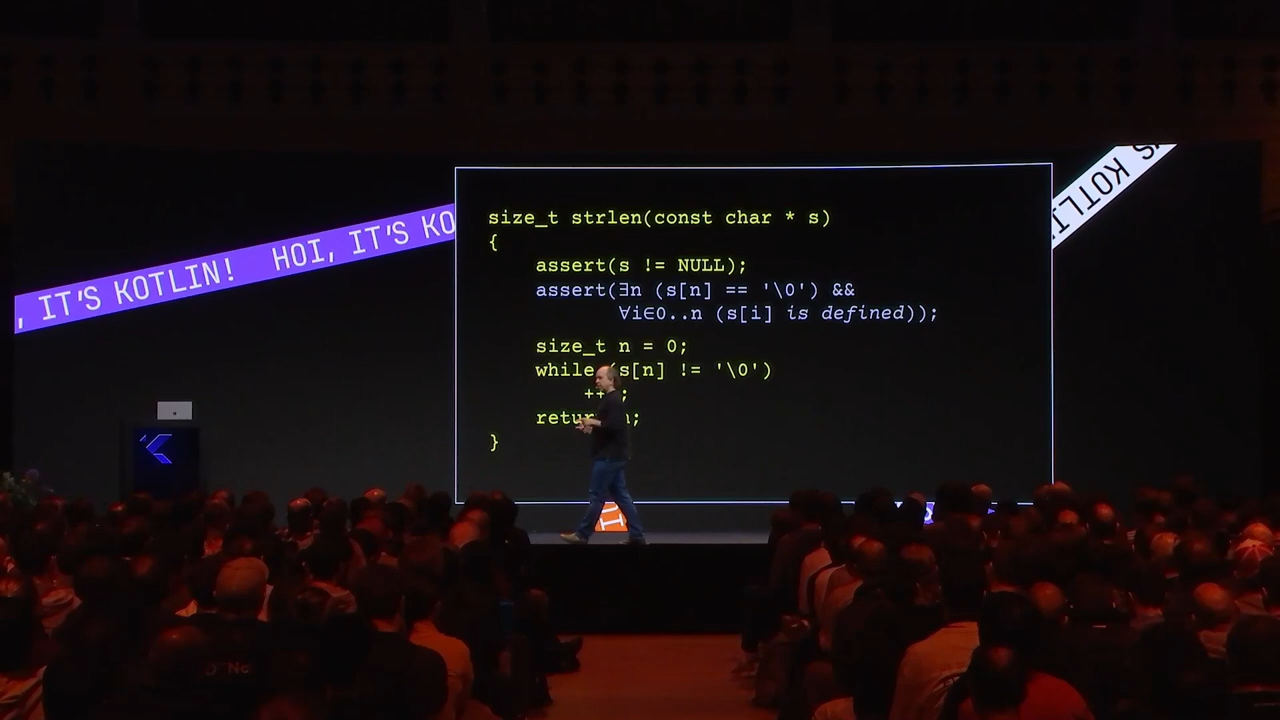 , IT'S KOTLIN! HOI, IT'S KO
'S KOTLI
size_t strlen(const char * s)
{
assert(s != NULL);
assert(∃n (s[n] == '\0') &&
∀i∈0..n (s[i] is defined));
size_t n = 0;
while (s[n] != '\0')
++ ;
retur n;
}